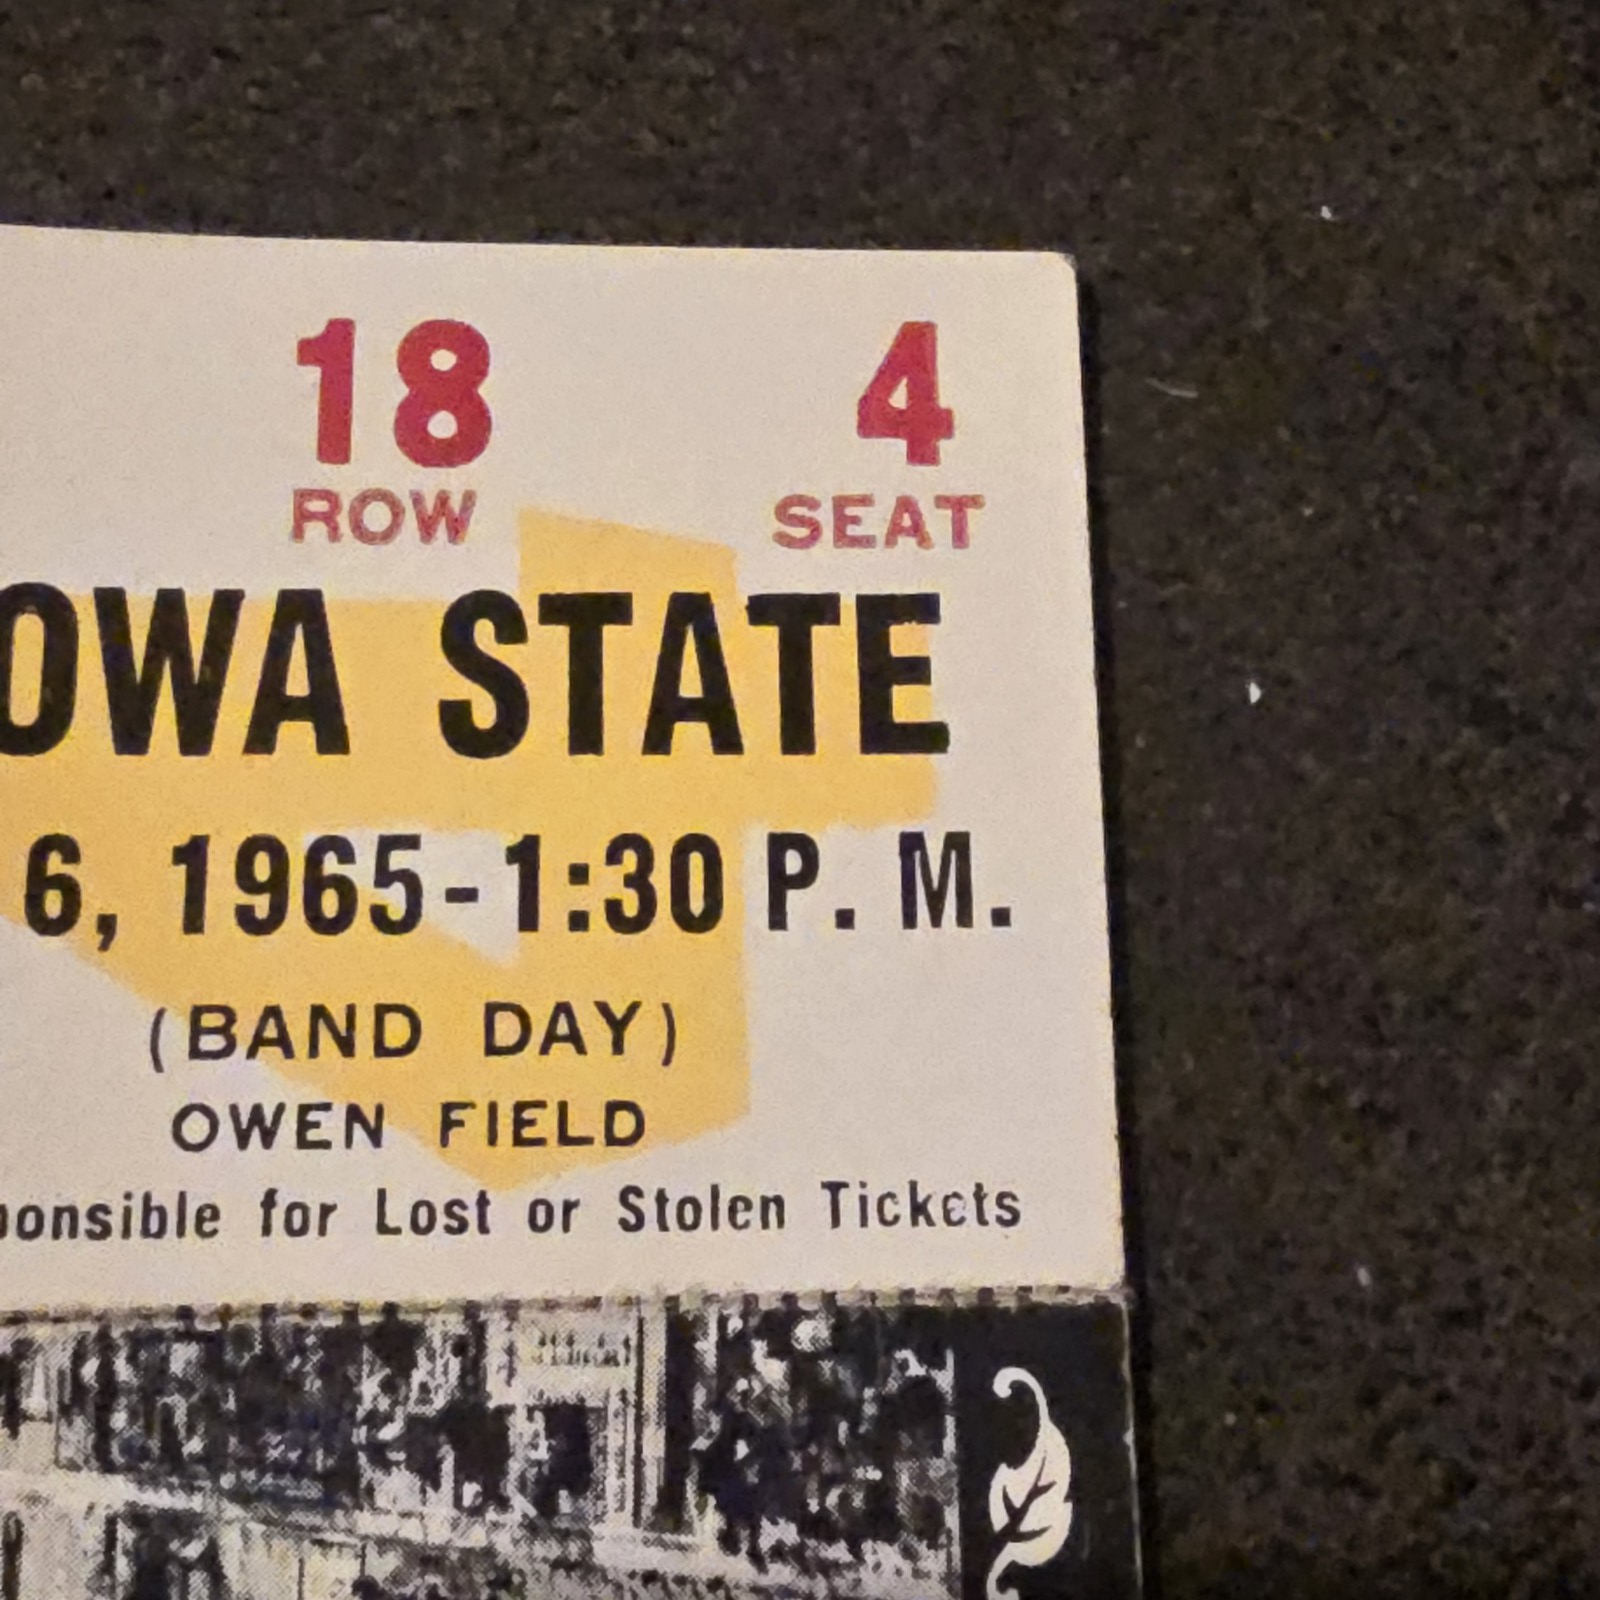 18 4
ROW SEAT
OWA STATE
6, 1965-1:30 P. M.
(BAND DAY)
OWEN FIELD
ponsible for Lost or Stolen Tickets